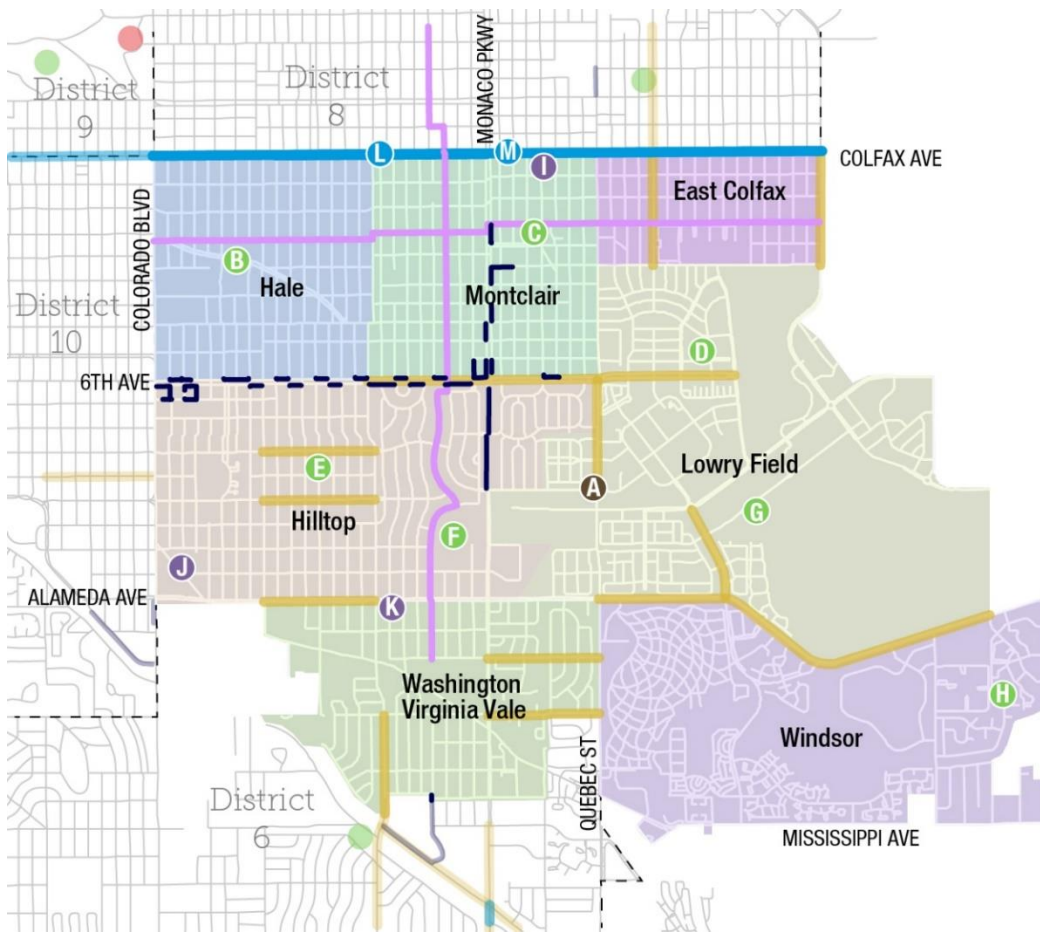 MONACO PKWY
District
9
District
8
L
M
I
COLFAX AVE
East Colfax
COLORADO BLVD
B
C
Hale
Montclair
District
10
D
6TH AVE
E
A
Lowry Field
G
Hilltop
F
J
ALAMEDA AVE
K
Washington
Virginia Vale
H
Windsor
QUEBEC ST
District
6
MISSISSIPPI AVE